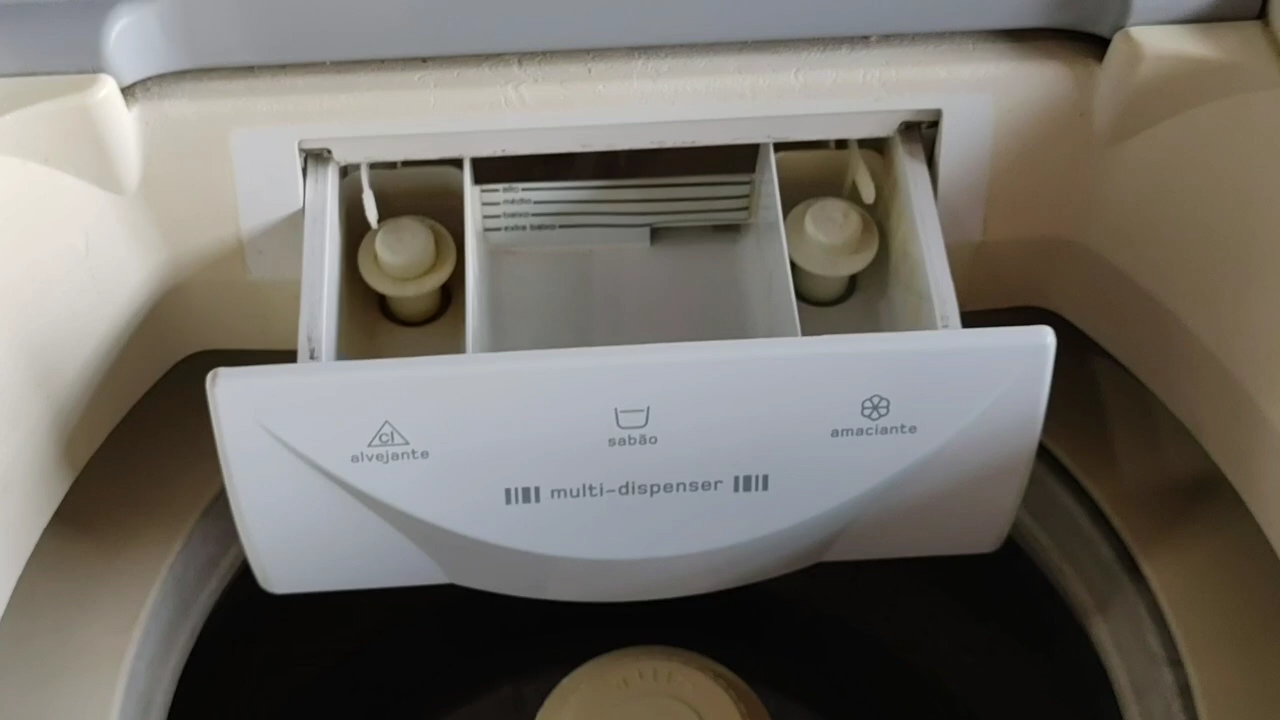 alto
médio
baixo
extra baixo
cl
alvejante
sabão
amaciante
multi-dispenser